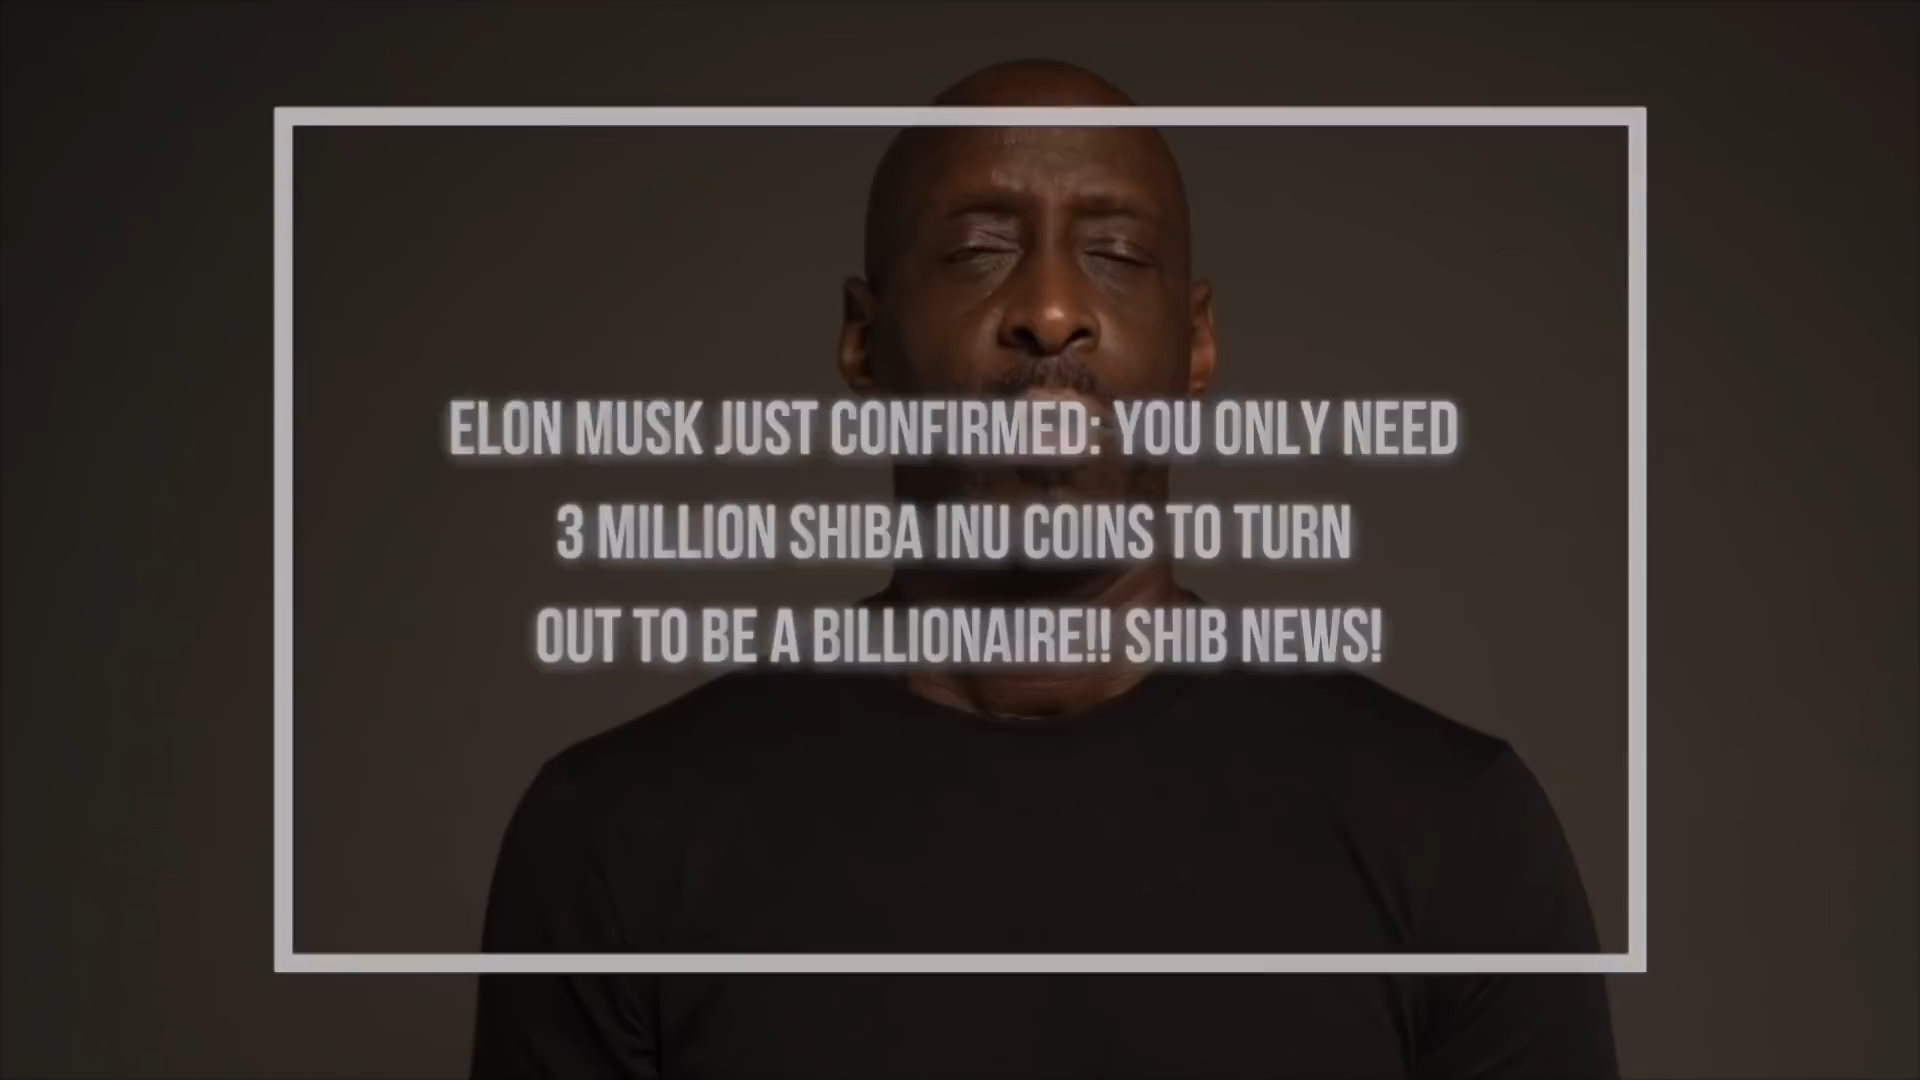 ELON MUSK JUST CONFIRMED: YOU ONLY NEED
3 MILLION SHIBA INU COINS TO TURN
OUT TO BE A BILLIONAIRE!! SHIB NEWS!